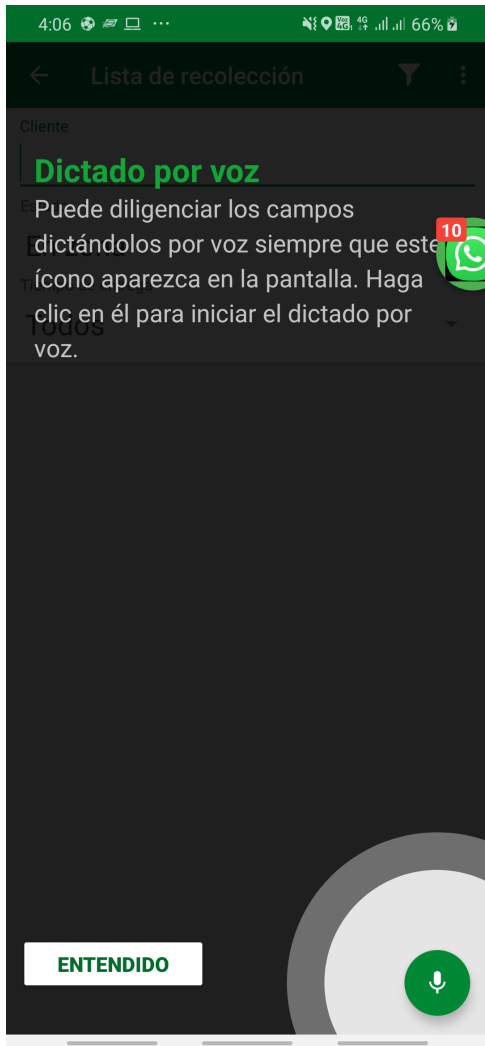 4:06
66%
Lista de recolección
Cliente
Dictado por voz
Puede diligenciar los campos
dictándolos por voz siempre que este
ícono aparezca en la pantalla. Haga
clic en él para iniciar el dictado por
voz.
10
En zona
Todos
ENTENDIDO